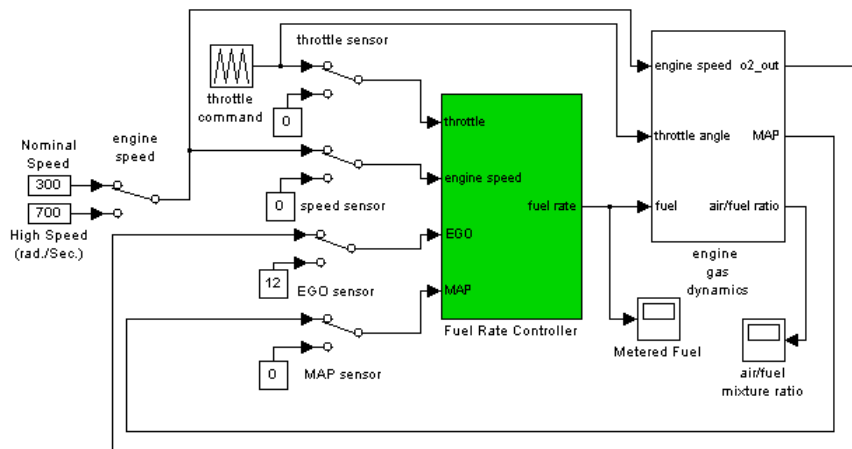 throttle sensor
throttle
command
0
Nominal
Speed
300
700
High Speed
(rad./Sec.)
engine
speed
0
speed sensor
12
EGO sensor
0
MAP sensor
throttle
engine speed
EGO
MAP
fuel rate
Fuel Rate Controller
engine speed
throttle angle
fuel
o2_out
MAP
air/fuel ratio
engine
gas
dynamics
Metered Fuel
air/fuel
mixture ratio